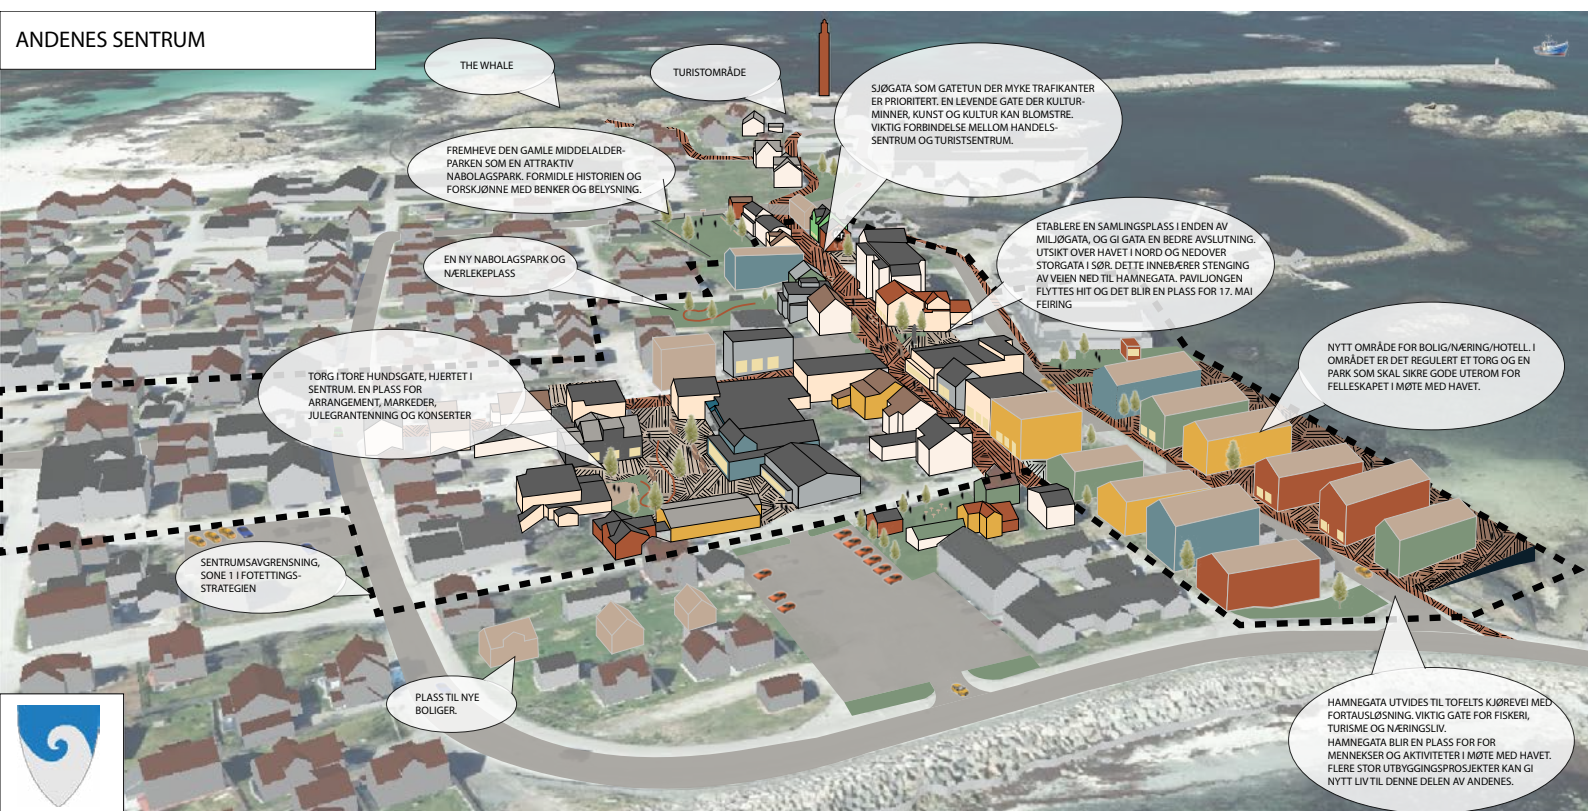 ANDENES SENTRUM
THE WHALE
TURISTOMRÅDE
SJØGATA SOM GATETUN DER MYKE TRAFIKANTER
ER PRIORITERT. EN LEVENDE GATE DER KULTUR-
MINNER, KUNST OG KULTUR KAN BLOMSTRE.
VIKTIG FORBINDELSE MELLOM HANDELS-
SENTRUM OG TURISTSENTRUM.
FREMHEVE DEN GAMLE MIDDELALDER-
PARKEN SOM EN ATTRAKTIV
NABOLAGSPARK. FORMIDLE HISTORIEN OG
FORSKJØNNE MED BENKER OG BELYSNING.
ETABLERE EN SAMLINGSPLASS I ENDEN AV
MILJØGATA, OG GI GATA EN BEDRE AVSLUTNING.
UTSIKT OVER HAVET I NORD OG NEDOVER
STORGATA I SØR. DETTE INNEBÆRER STENGING
AV VEIEN NED TIL HAMNEGATA. PAVILJONGEN
FLYTTES HIT OG DET BLIR EN PLASS FOR 17. MAI
FEIRING
EN NY NABOLAGSPARK OG
NÆRLEKEPLASS
NYTT OMRÅDE FOR BOLIG/NÆRING/HOTELL. I
OMRÅDET ER DET REGULERT ET TORG OG EN
PARK SOM SKAL SIKRE GODE UTEROM FOR
FELLESKAPET I MØTE MED HAVET.
TORG I TORE HUNDSGATE, HJERTET I
SENTRUM. EN PLASS FOR
ARRANGEMENT, MARKEDER,
JULEGRANTENNING OG KONSERTER
SENTRUMSAVGRENSNING,
SONE 1 I FOTETTINGS-
STRATEGIEN
PLASS TIL NYE
BOLIGER.
HAMNEGATA UTVIDES TIL TOFELTS KJØREVEI MED
FORTAUSLØSNING. VIKTIG GATE FOR FISKERI,
TURISME OG NÆRINGSLIV.
HAMNEGATA BLIR EN PLASS FOR FOR
MENNEKSER OG AKTIVITETER I MØTE MED HAVET.
FLERE STOR UTBYGGINGSPROSJEKTER KAN GI
NYTT LIV TIL DENNE DELEN AV ANDENES.